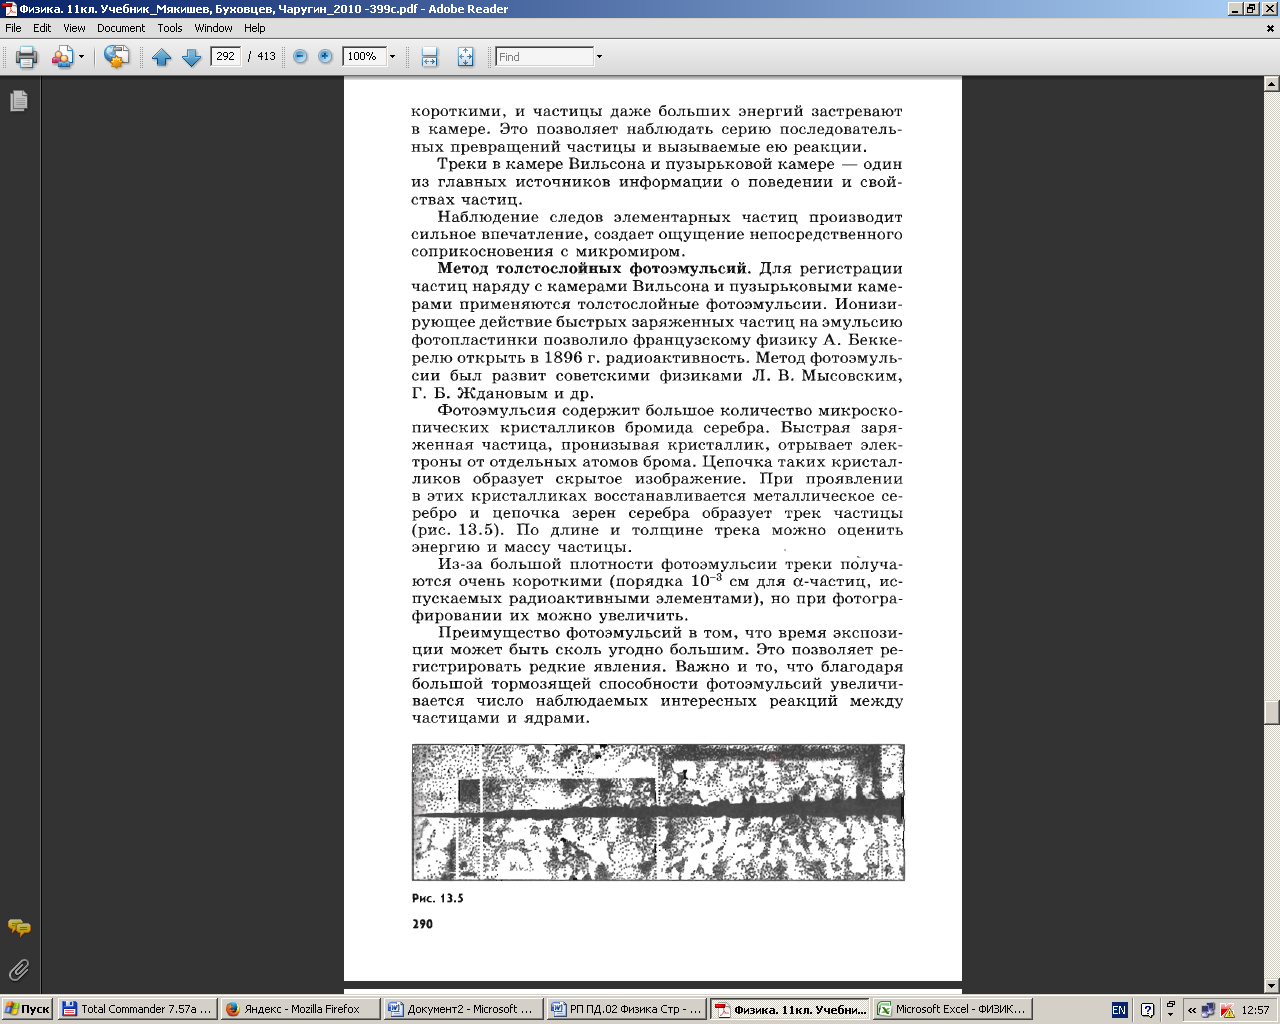 Физика. 11кл. Учебник_Мякишев, Буховцев, Чаругин_2010 -399с.pdf - Adobe Reader
File Edit View Document Tools Window Help
292 / 413 100% Find
короткими, и частицы даже больших энергий застревают
в камере. Это позволяет наблюдать серию последователь-
ных превращений частицы и вызываемые ею реакции.
Треки в камере Вильсона и пузырьковой камере — один
из главных источников информации о поведении и свой-
ствах частиц.
Наблюдение следов элементарных частиц производит
сильное впечатление, создает ощущение непосредственного
соприкосновения с микромиром.
Метод толстослойных фотоэмульсий. Для регистрации
частиц наряду с камерами Вильсона и пузырьковыми каме-
рами применяются толстослойные фотоэмульсии. Ионизи-
рующее действие быстрых заряженных частиц на эмульсию
фотопластинки позволило французскому физику А. Бекке-
релю открыть в 1896 г. радиоактивность. Метод фотоэмуль-
сии был развит советскими физиками Л. В. Мысовским,
Г. Б. Ждановым и др.
Фотоэмульсия содержит большое количество микроско-
пических кристалликов бромида серебра. Быстрая заря-
женная частица, пронизывая кристаллик, отрывает элек-
троны от отдельных атомов брома. Цепочка таких кристал-
ликов образует скрытое изображение. При проявлении
в этих кристалликах восстанавливается металлическое се-
ребро и цепочка зерен серебра образует трек частицы
(рис. 13.5). По длине и толщине трека можно оценить
энергию и массу частицы.
Из-за большой плотности фотоэмульсии треки получа-
ются очень короткими (порядка 10⁻³ см для α-частиц, ис-
пускаемых радиоактивными элементами), но при фотогра-
фировании их можно увеличить.
Преимущество фотоэмульсий в том, что время экспози-
ции может быть сколь угодно большим. Это позволяет ре-
гистрировать редкие явления. Важно и то, что благодаря
большой тормозящей способности фотоэмульсий увеличи-
вается число наблюдаемых интересных реакций между
частицами и ядрами.
Рис. 13.5
290
Пуск Total Commander 7.57a ... Яндекс - Mozilla Firefox Документ2 - Microsoft ... РП ПД.02 Физика Стр - ... Физика. 11кл. Учебни... Microsoft Excel - ФИЗИК... EN « 12:57